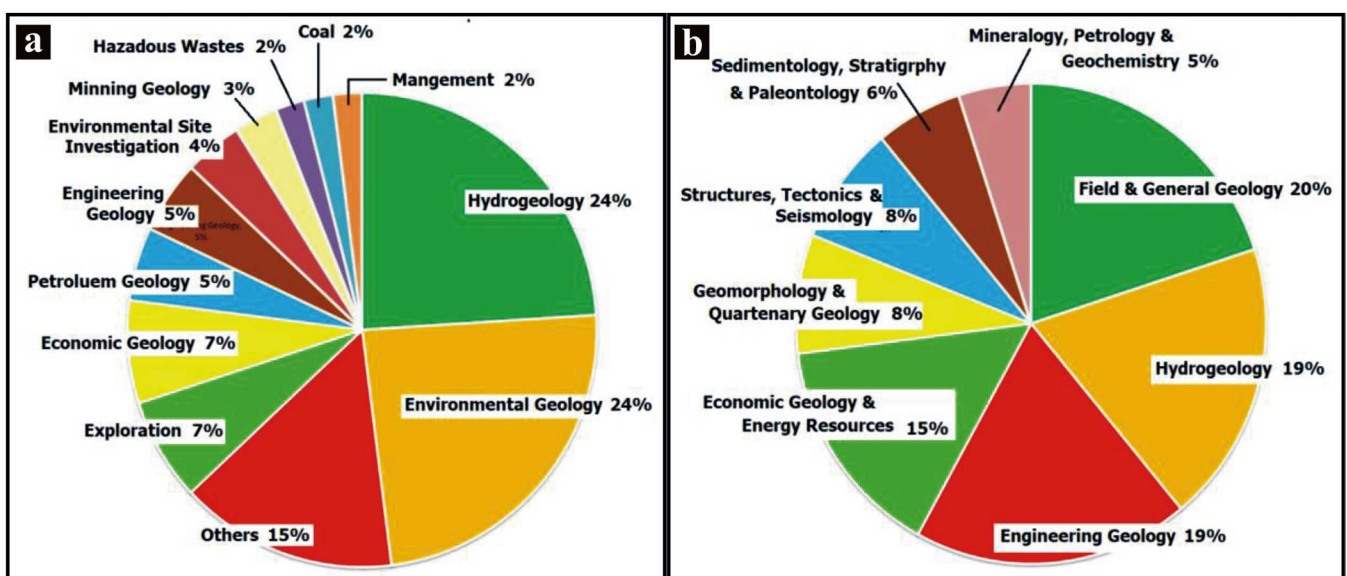 a
Coal 2%
Hazadous Wastes 2%
Mangement 2%
Minning Geology 3%
Environmental Site
Investigation 4%
Engineering
Geology 5%
Geology,
5%
Petroluem Geology 5%
Economic Geology 7%
Exploration 7%
Others 15%
Hydrogeology 24%
Environmental Geology 24%
b
Mineralogy, Petrology &
Geochemistry 5%
Sedimentology, Stratigrphy
& Paleontology 6%
Structures, Tectonics &
Seismology 8%
Geomorphology &
Quartenary Geology 8%
Economic Geology &
Energy Resources 15%
Field & General Geology 20%
Hydrogeology 19%
Engineering Geology 19%